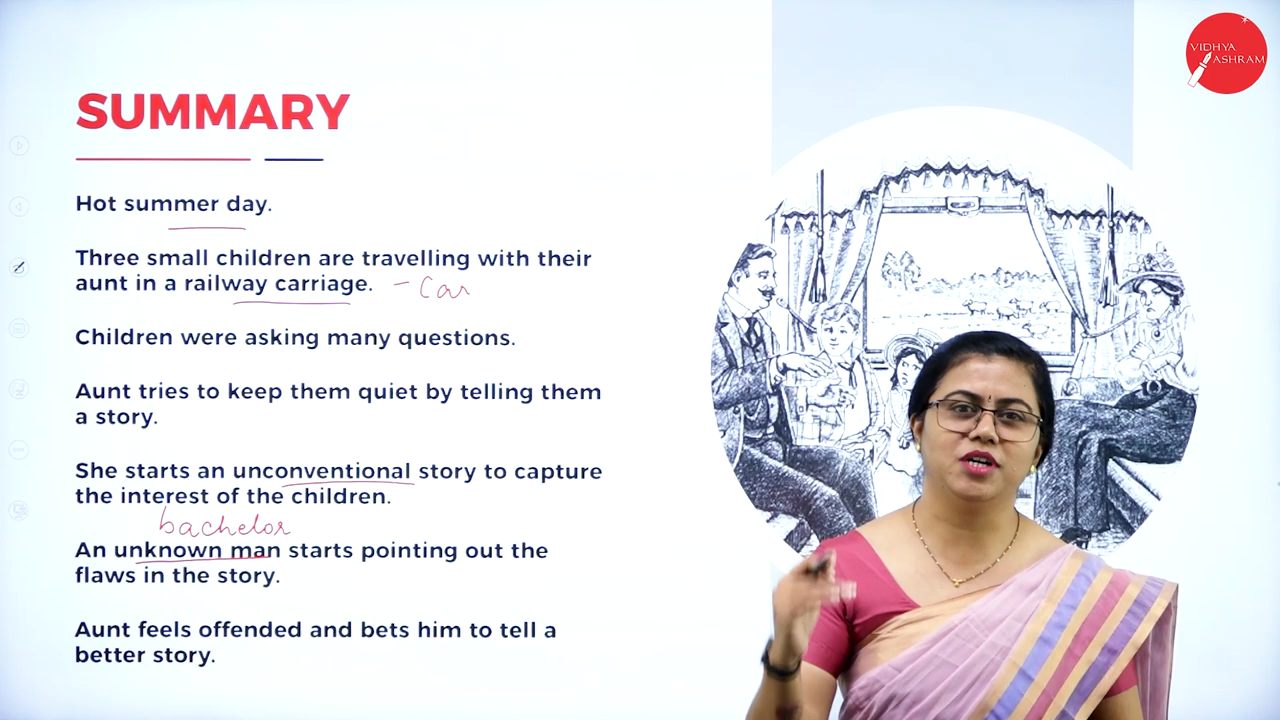 VIDHYA
ASHRAM
SUMMARY
Hot summer day.
Three small children are travelling with their
aunt in a railway carriage. - Car
Children were asking many questions.
Aunt tries to keep them quiet by telling them
a story.
She starts an unconventional story to capture
the interest of the children.
bachelor
An unknown man starts pointing out the
flaws in the story.
Aunt feels offended and bets him to tell a
better story.